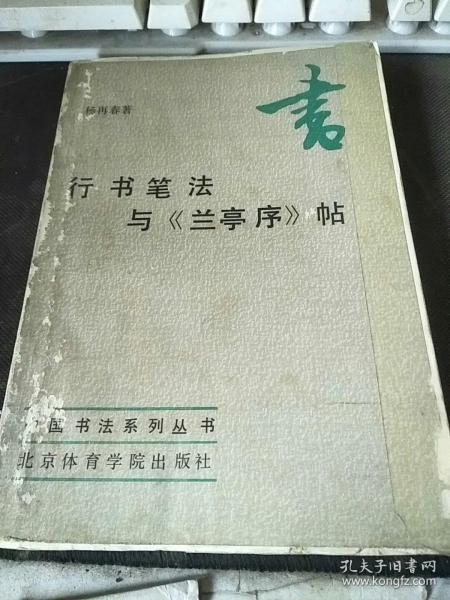 杨再春著
書
行书笔法
与《兰亭序》帖
国书法系列丛书
北京体育学院出版社
孔夫子旧书网
www.kongfz.com